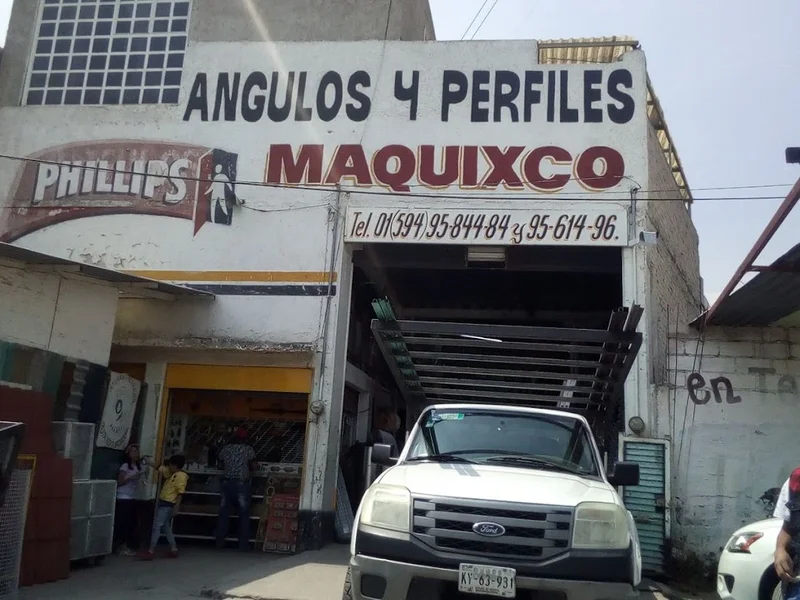 ANGULOS Y PERFILES
PHILLIPS
MAQUIXCO
Tel. 01(594)95-844-84 y 95-614-96.
en
Ford
KY-63-931